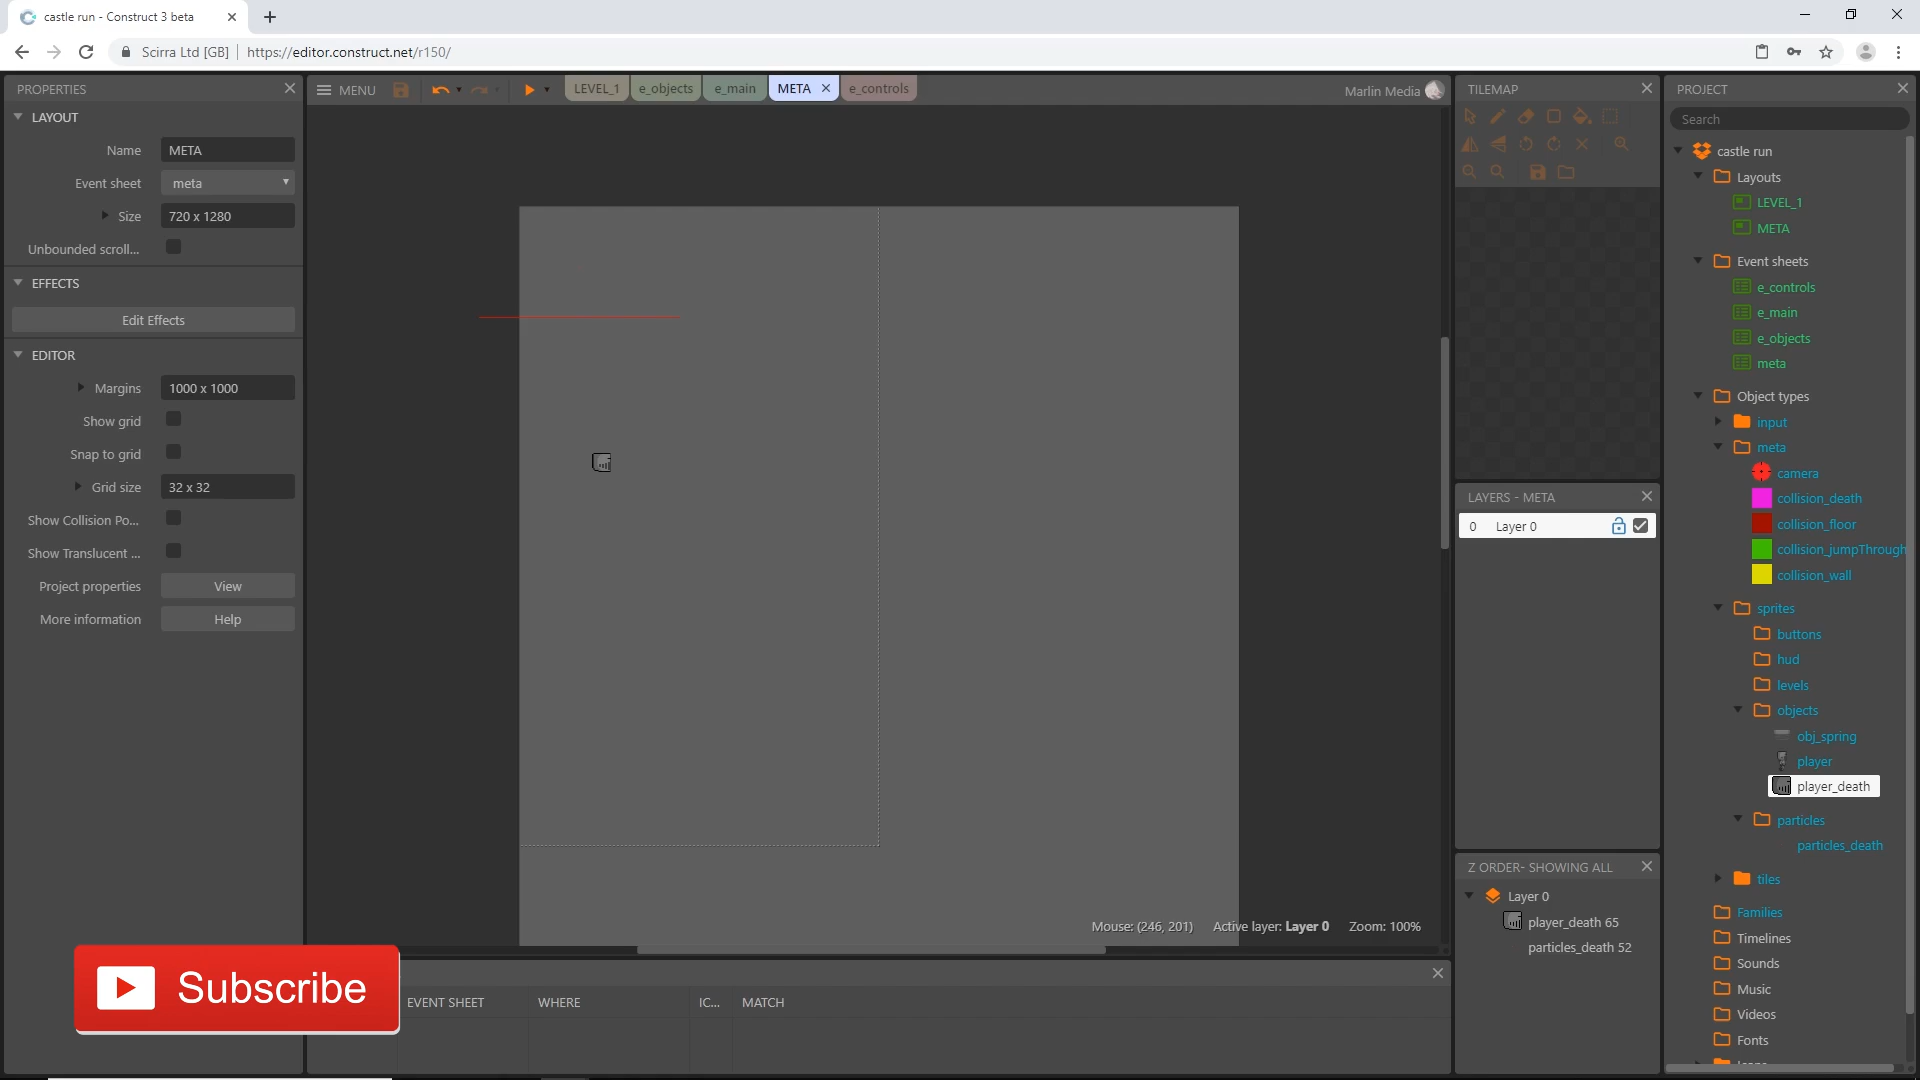 castle run - Construct 3 beta
Scirra Ltd [GB]
https://editor.construct.net/r150/
PROPERTIES
LAYOUT
Name META
Event sheet meta
Size 720 x 1280
Unbounded scroll...
EFFECTS
Edit Effects
EDITOR
Margins 1000 x 1000
Show grid
Snap to grid
Grid size 32 x 32
Show Collision Po...
Show Translucent ...
Project properties View
More information Help
MENU
LEVEL_1
e_objects
e_main
META
e_controls
Marlin Media
Mouse: (246, 201) Active layer: Layer 0 Zoom: 100%
Subscribe
EVENT SHEET WHERE IC... MATCH
TILEMAP
LAYERS - META
0 Layer 0
Z ORDER- SHOWING ALL
Layer 0
player_death 65
particles_death 52
PROJECT
Search
castle run
Layouts
LEVEL_1
META
Event sheets
e_controls
e_main
e_objects
meta
Object types
input
meta
camera
collision_death
collision_floor
collision_jumpThrough
collision_wall
sprites
buttons
hud
levels
objects
obj_spring
player
player_death
particles
particles_death
tiles
Families
Timelines
Sounds
Music
Videos
Fonts